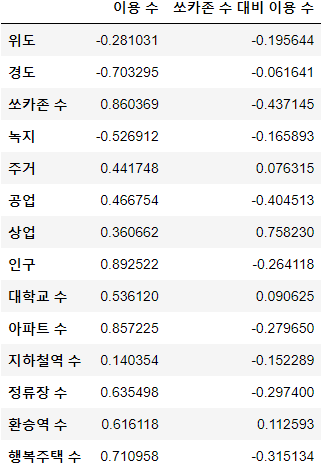 이용 수 쏘카존 수 대비 이용 수
위도 -0.281031 -0.195644
경도 -0.703295 -0.061641
쏘카존 수 0.860369 -0.437145
녹지 -0.526912 -0.165893
주거 0.441748 0.076315
공업 0.466754 -0.404513
상업 0.360662 0.758230
인구 0.892522 -0.264118
대학교 수 0.536120 0.090625
아파트 수 0.857225 -0.279650
지하철역 수 0.140354 -0.152289
정류장 수 0.635498 -0.297400
환승역 수 0.616118 0.112593
행복주택 수 0.710958 -0.315134